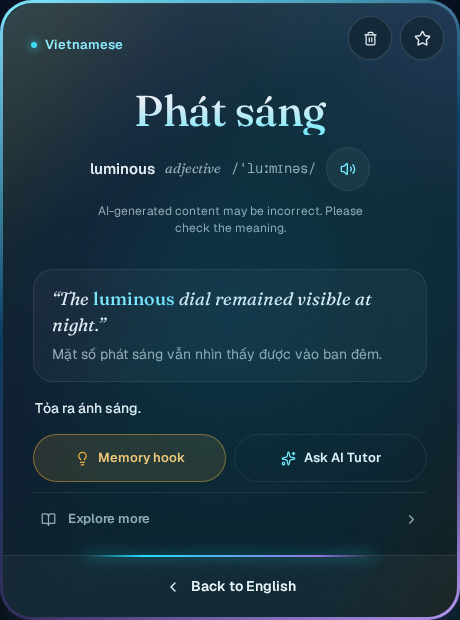 Vietnamese
Phát sáng
luminous adjective /ˈluːmɪnəs/
AI-generated content may be incorrect. Please
check the meaning.
“The luminous dial remained visible at
night.”
Mặt số phát sáng vẫn nhìn thấy được vào ban đêm.
Tỏa ra ánh sáng.
Memory hook
Ask AI Tutor
Explore more
Back to English